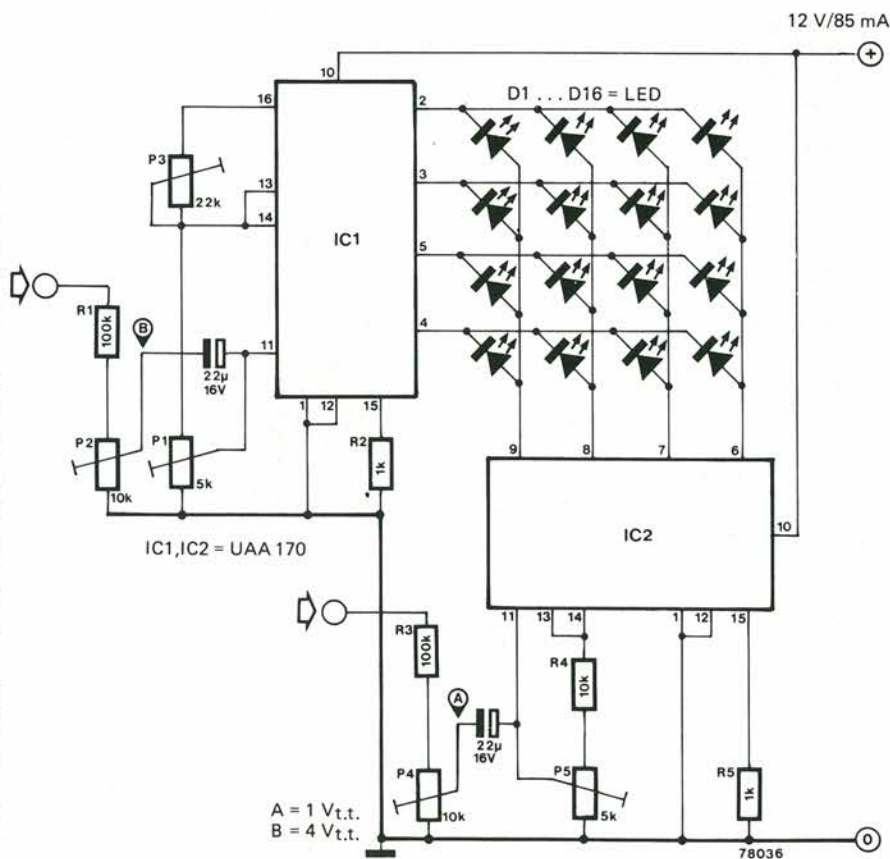 12 V/85 mA
+
10
16
2
D1 . . . D16 = LED
P3
22k
13
14
3
IC1
5
R1
100k
B
4
11
22µ
16V
1
12
15
P2
10k
P1
5k
R2
1k
9
8
7
6
IC1,IC2 = UAA 170
IC2
10
11
13
14
1
12
15
R3
100k
R4
10k
A
22µ
16V
P4
10k
P5
5k
R5
1k
A = 1 Vt.t.
B = 4 Vt.t.
0
78036